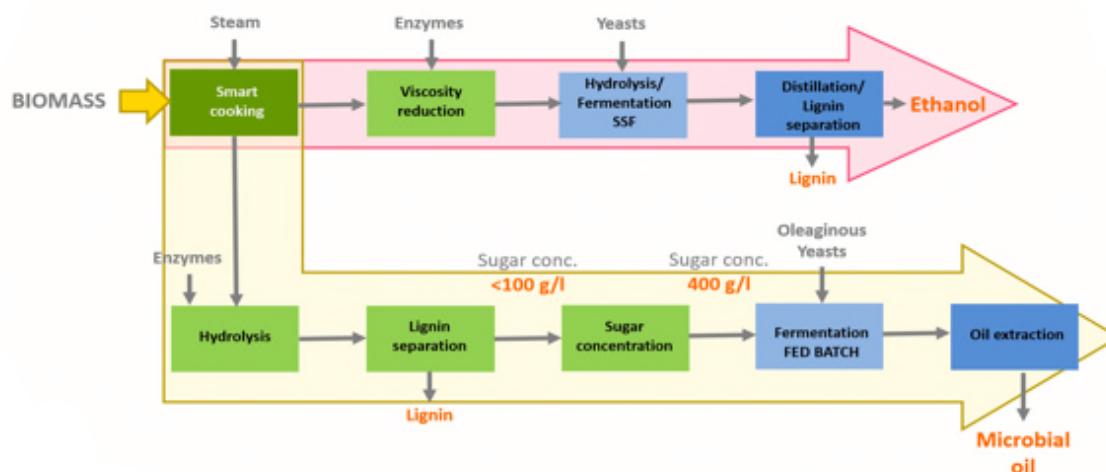 Steam
Enzymes
Yeasts
BIOMASS
Smart
cooking
Viscosity
reduction
Hydrolysis/
Fermentation
SSF
Distillation/
Lignin
separation
Ethanol
Lignin
Enzymes
Sugar conc.
<100 g/l
Sugar conc.
400 g/l
Oleaginous
Yeasts
Hydrolysis
Lignin
separation
Sugar
concentration
Fermentation
FED BATCH
Oil extraction
Lignin
Microbial
oil